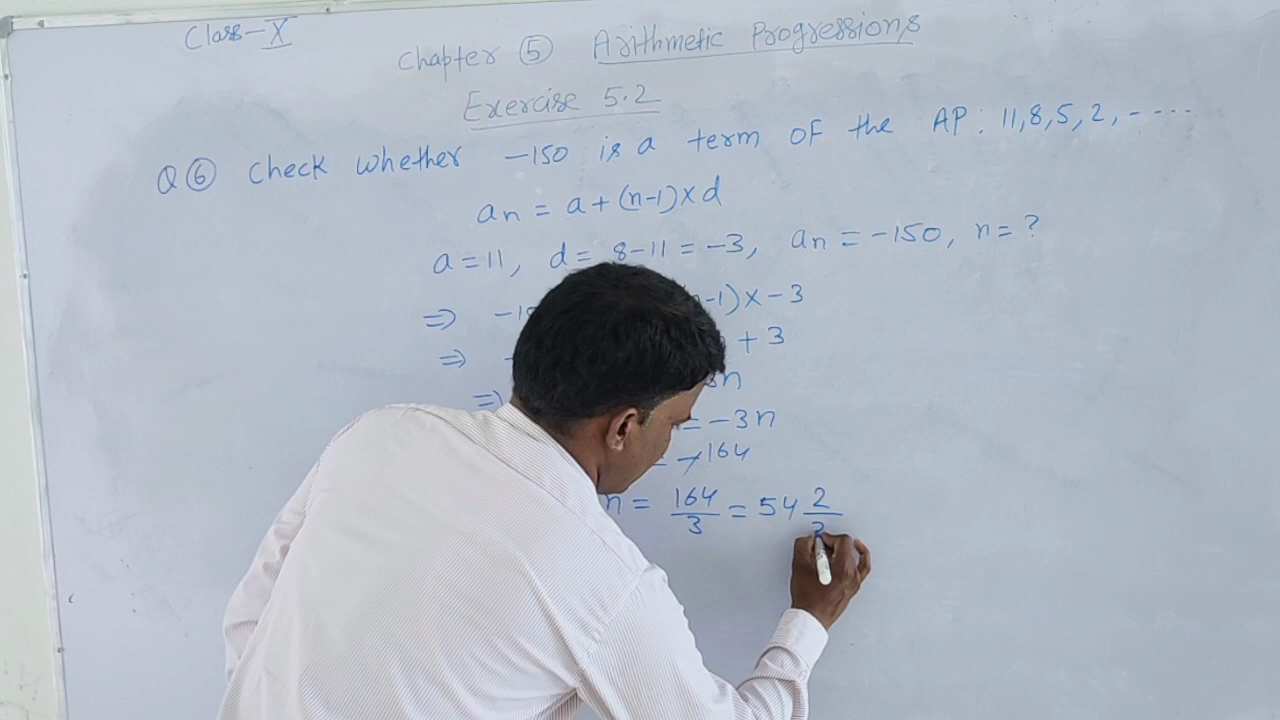 Class-X
Chapter ⑤ Arithmetic Progressions
Exercise 5.2
Q⑥ Check whether -150 is a term of the AP: 11,8,5,2,-----
an = a+(n-1)×d
a=11, d= 8-11 = -3, an = -150, n=?
⇒ -1 -1)×-3
⇒ - +3
⇒ 3n
=-3n
164
n = 164/3 = 54 2/3